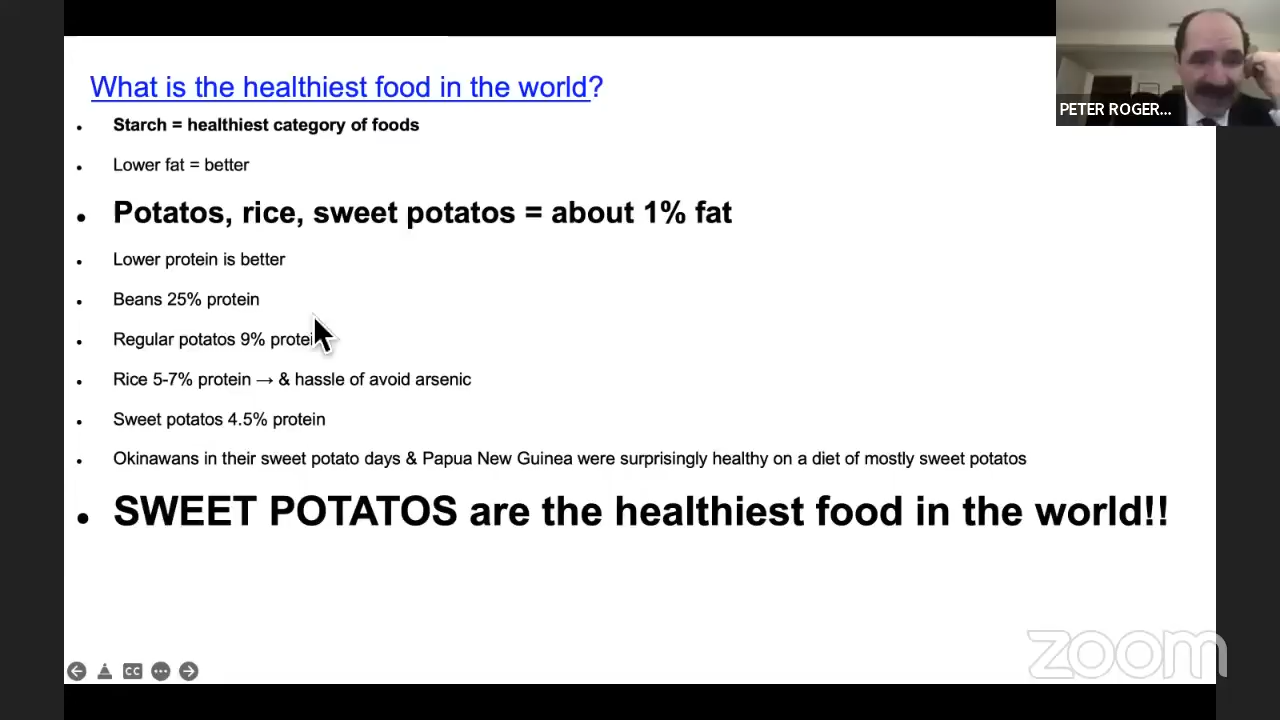 What is the healthiest food in the world?
PETER ROGER...
Starch = healthiest category of foods
Lower fat = better
Potatos, rice, sweet potatos = about 1% fat
Lower protein is better
Beans 25% protein
Regular potatos 9% protei
Rice 5-7% protein → & hassle of avoid arsenic
Sweet potatos 4.5% protein
Okinawans in their sweet potato days & Papua New Guinea were surprisingly healthy on a diet of mostly sweet potatos
SWEET POTATOS are the healthiest food in the world!!
CC
zoom